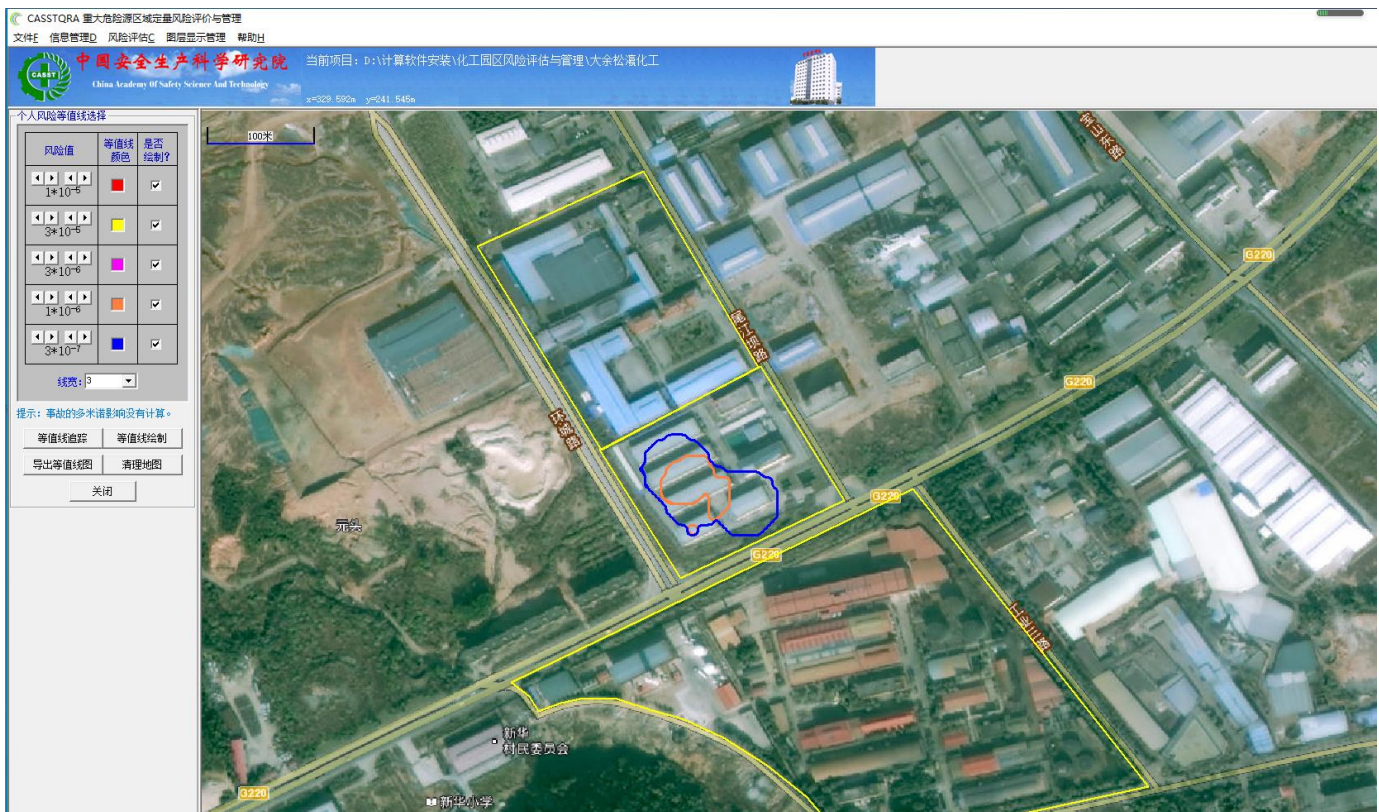 CASSTQRA 重大危险源区域定量风险评价与管理
文件F 信息管理D 风险评估C 图层显示管理 帮助H
CASST
中国安全生产科学研究院
China Academy Of Safety Science And Technology
当前项目: D:\计算软件安装\化工园区风险评估与管理\大余松瀛化工
x=329.592m y=241.545m
个人风险等值线选择
风险值 等值线颜色 是否绘制?
1*10-5
3*10-6
1*10-6
3*10-7
线宽: 3
提示: 事故的多米诺影响没有计算。
等值线追踪 等值线绘制
导出等值线图 清理地图
关闭
100米
G220
环城路
G220
G220
G220
新华
村民委员会
G220
新华小学